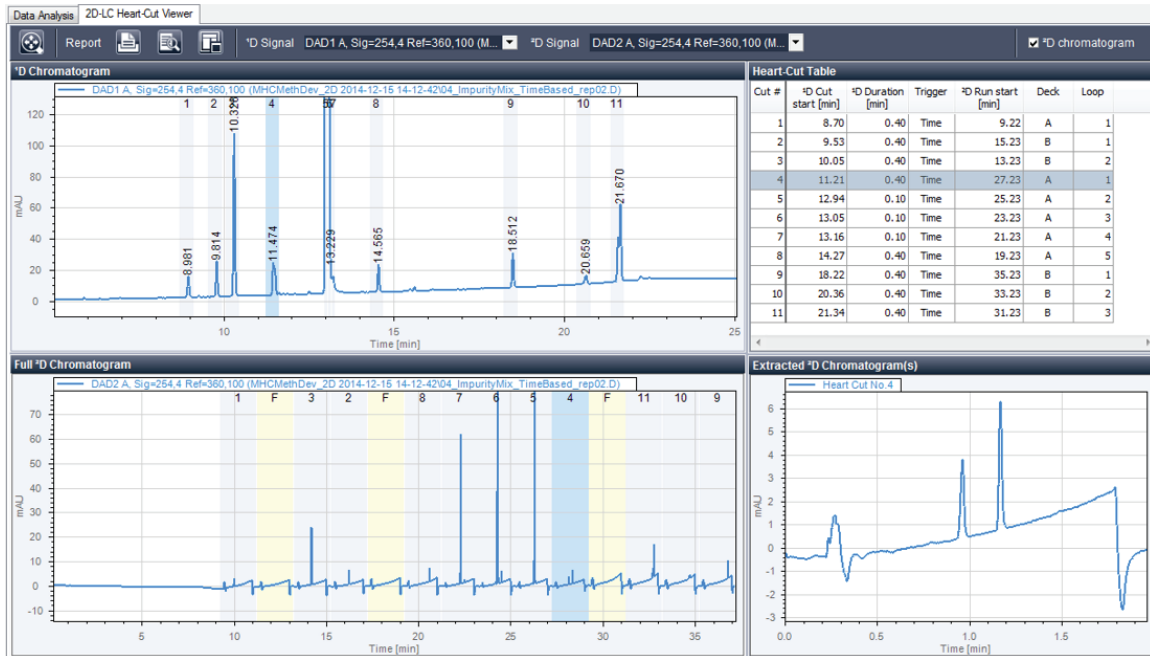 Data Analysis 2D-LC Heart-Cut Viewer
Report ¹D Signal DAD1 A, Sig=254,4 Ref=360,100 (M... ²D Signal DAD2 A, Sig=254,4 Ref=360,100 (M... ²D chromatogram
¹D Chromatogram
DAD1 A, Sig=254,4 Ref=360,100 (MHCMethDev_2D 2014-12-15 14-12-42\04_ImpurityMix_TimeBased_rep02.D)
1 2 4 8 9 10 11
120
100
80
60
40
20
0
mAU
8.981
9.814
11.474
13.229
14.565
18.512
20.659
21.670
10 15 20 25
Time [min]
Heart-Cut Table
Cut # ¹D Cut start [min] ²D Duration [min] Trigger ²D Run start [min] Deck Loop
1 8.70 0.40 Time 9.22 A 1
2 9.53 0.40 Time 15.23 B 1
3 10.05 0.40 Time 13.23 B 2
4 11.21 0.40 Time 27.23 A 1
5 12.94 0.10 Time 25.23 A 2
6 13.05 0.10 Time 23.23 A 3
7 13.16 0.10 Time 21.23 A 4
8 14.27 0.40 Time 19.23 A 5
9 18.22 0.40 Time 35.23 B 1
10 20.36 0.40 Time 33.23 B 2
11 21.34 0.40 Time 31.23 B 3
Full ²D Chromatogram
DAD2 A, Sig=254,4 Ref=360,100 (MHCMethDev_2D 2014-12-15 14-12-42\04_ImpurityMix_TimeBased_rep02.D)
1 F 3 2 F 8 7 6 5 4 F 11 10 9
70
60
50
40
30
20
10
0
-10
mAU
5 10 15 20 25 30 35
Time [min]
Extracted ²D Chromatogram(s)
Heart Cut No.4
6
5
4
3
2
1
0
-1
-2
-3
mAU
0.0 0.5 1.0 1.5
Time [min]